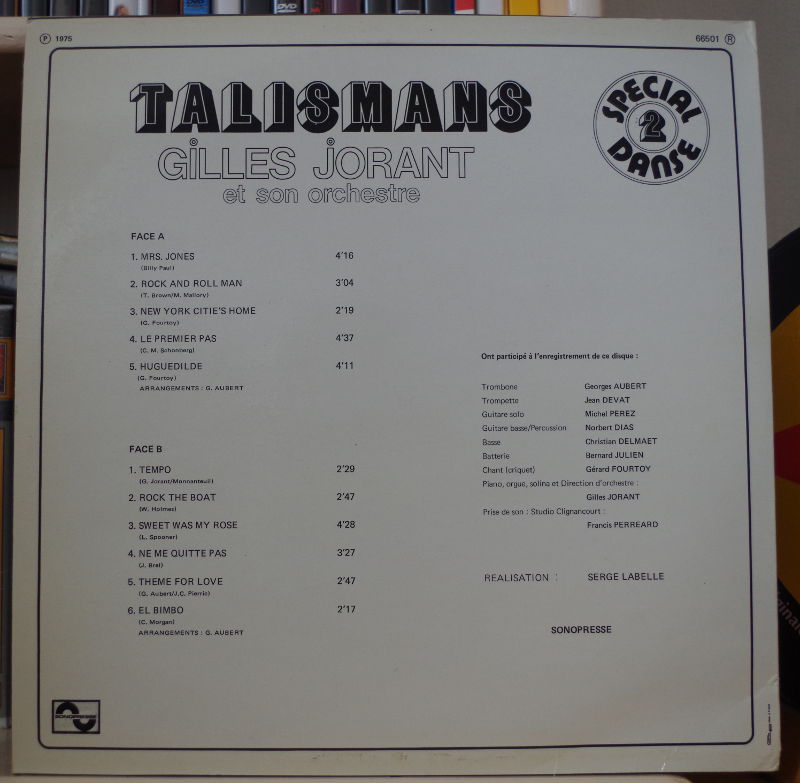 ℗ 1975
66501 Ⓡ
TALISMANS
GILLES JORANT
et son orchestre
SPECIAL
2
DANSE
FACE A
1. MRS. JONES 4'16
(Billy Paul)
2. ROCK AND ROLL MAN 3'04
(T. Brown/M. Mallory)
3. NEW YORK CITIE'S HOME 2'19
(G. Fourtoy)
4. LE PREMIER PAS 4'37
(C. M. Schonberg)
5. HUGUEDILDE 4'11
(G. Fourtoy)
ARRANGEMENTS : G. AUBERT
FACE B
1. TEMPO 2'29
(G. Jorant/Monnanteuil)
2. ROCK THE BOAT 2'47
(W. Holmes)
3. SWEET WAS MY ROSE 4'28
(L. Spooner)
4. NE ME QUITTE PAS 3'27
(J. Brel)
5. THEME FOR LOVE 2'47
(G. Aubert/J.C. Pierric)
6. EL BIMBO 2'17
(C. Morgan)
ARRANGEMENTS : G. AUBERT
Ont participé à l'enregistrement de ce disque :
Trombone Georges AUBERT
Trompette Jean DEVAT
Guitare solo Michel PEREZ
Guitare basse/Percussion Norbert DIAS
Basse Christian DELMAET
Batterie Bernard JULIEN
Chant (criquet) Gérard FOURTOY
Piano, orgue, solina et Direction d'orchestre :
Gilles JORANT
Prise de son : Studio Clignancourt :
Francis PERREARD
REALISATION : SERGE LABELLE
SONOPRESSE
SONOPRESSE
DVD